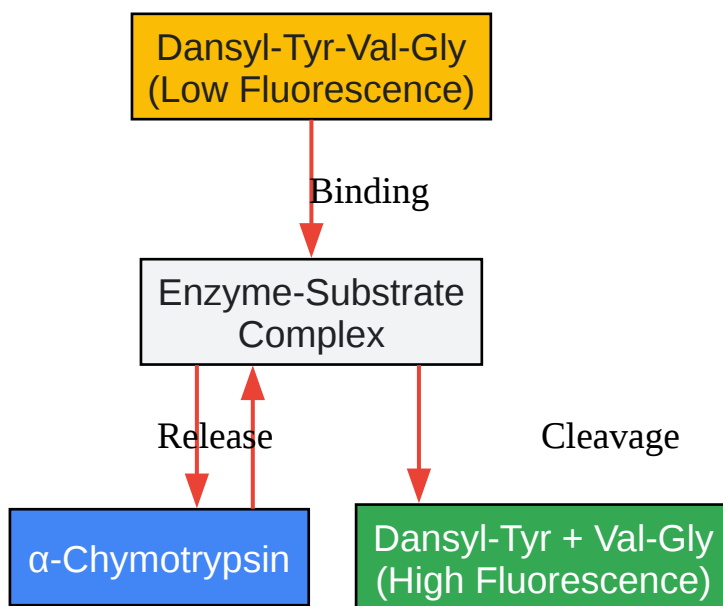 Dansyl-Tyr-Val-Gly
(Low Fluorescence)
Binding
Enzyme-Substrate
Complex
Release
Cleavage
α-Chymotrypsin
Dansyl-Tyr + Val-Gly
(High Fluorescence)